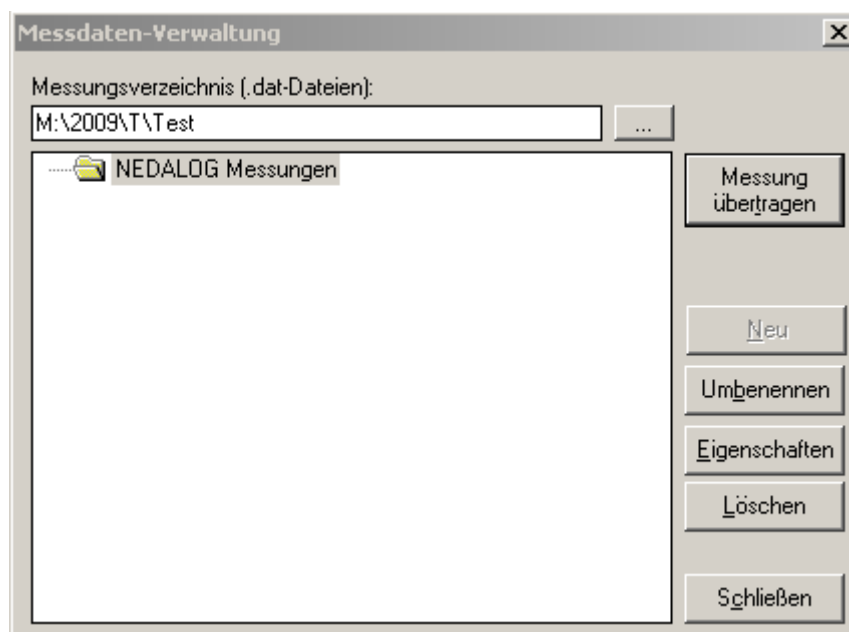 Messdaten-Verwaltung
Messungsverzeichnis (.dat-Dateien):
M:\2009\T\Test
...
NEDALOG Messungen
Messung
übertragen
Neu
Umbenennen
Eigenschaften
Löschen
Schließen